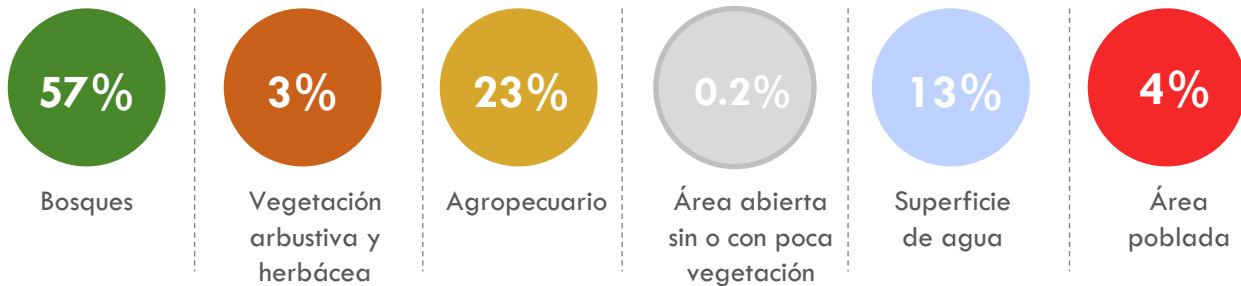 57%
3%
23%
0.2%
13%
4%
Bosques
Vegetación
arbustiva y
herbácea
Agropecuario
Área abierta
sin o con poca
vegetación
Superficie
de agua
Área
poblada